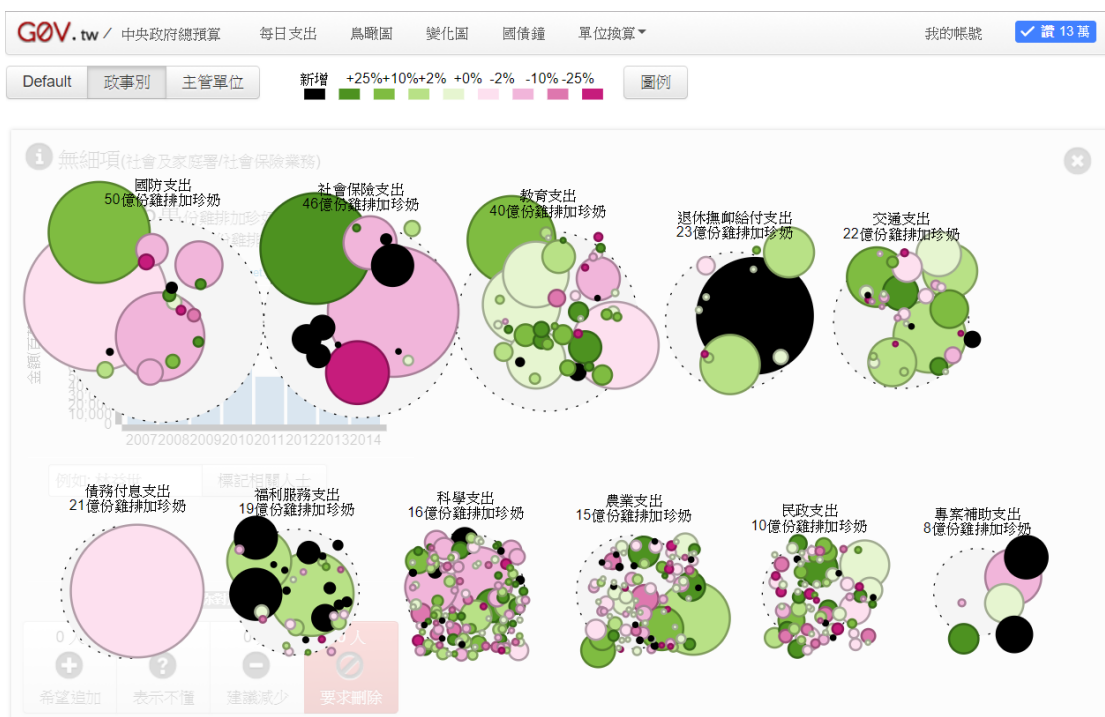 G0V.tw / 中央政府總預算 每日支出 鳥瞰圖 變化圖 國債鐘 單位換算 我的帳號 讚 13 萬
Default 政事別 主管單位 新增 +25%+10%+2% +0% -2% -10% -25% 圖例
無細項(社會及家庭署/社會保險業務)
國防支出
50億份雞排加珍奶
社會保險支出
46億份雞排加珍奶
教育支出
40億份雞排加珍奶
退休撫卹給付支出
23億份雞排加珍奶
交通支出
22億份雞排加珍奶
10,000
0
20072008200920102011201220132014
標記相關人士
債務付息支出
21億份雞排加珍奶
福利服務支出
19億份雞排加珍奶
科學支出
16億份雞排加珍奶
農業支出
15億份雞排加珍奶
民政支出
10億份雞排加珍奶
專案補助支出
8億份雞排加珍奶
希望追加 表示不懂 建議減少 要求刪除